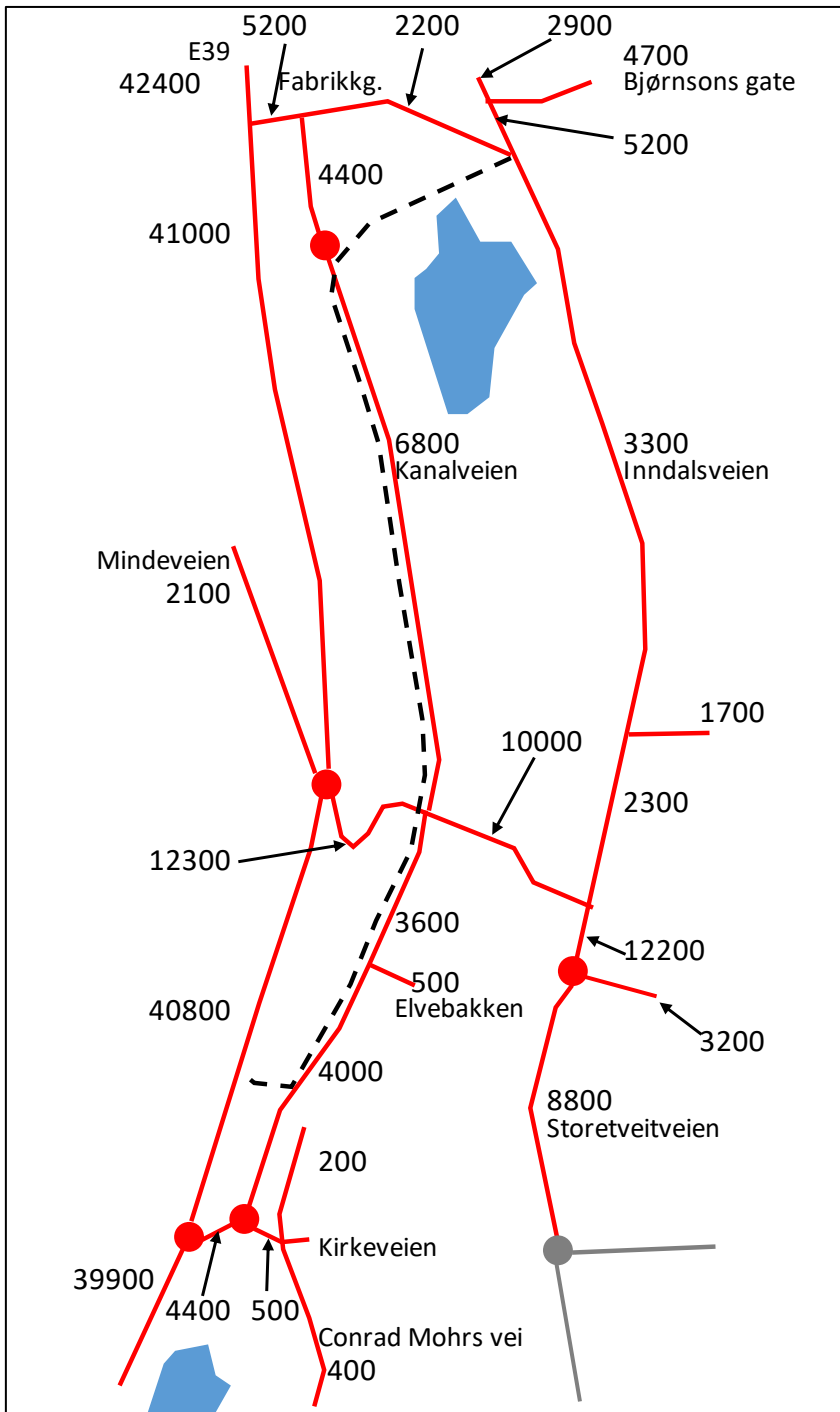 5200
2200
2900
E39
4700
42400
Fabrikkg.
Bjørnsons gate
5200
4400
41000
6800
Kanalveien
3300
Inndalsveien
Mindeveien
2100
1700
10000
2300
12300
3600
12200
500
Elvebakken
40800
3200
4000
8800
Storetveitveien
200
Kirkeveien
39900
4400
500
Conrad Mohrs vei
400